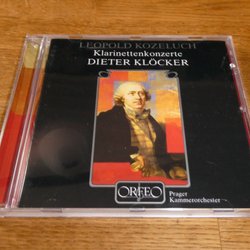 LEOPOLD KOZELUCH
Klarinettenkonzerte
DIETER KLÖCKER
ORFEO
Prager
Kammerorchester